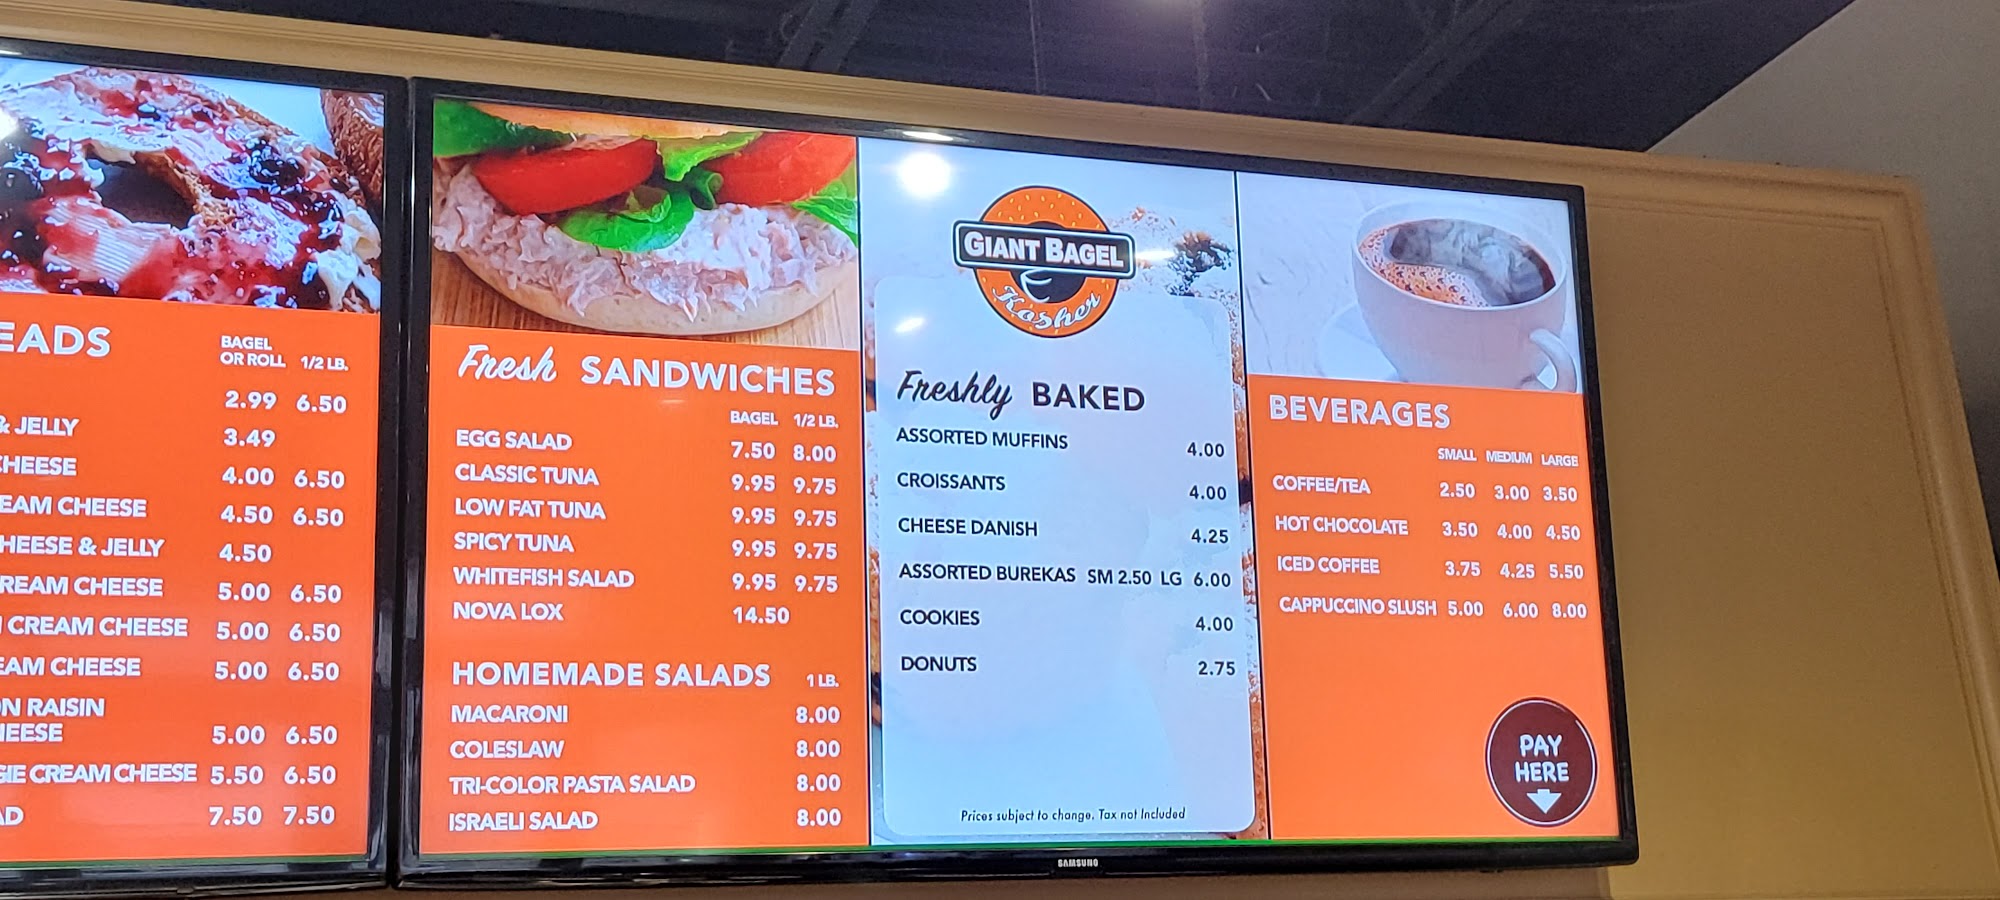 EADS
BAGEL
OR ROLL 1/2 LB.
2.99 6.50
& JELLY 3.49
CHEESE 4.00 6.50
EAM CHEESE 4.50 6.50
HEESE & JELLY 4.50
REAM CHEESE 5.00 6.50
CREAM CHEESE 5.00 6.50
EAM CHEESE 5.00 6.50
N RAISIN
HEESE 5.00 6.50
GIE CREAM CHEESE 5.50 6.50
AD 7.50 7.50
Fresh SANDWICHES
BAGEL 1/2 LB.
EGG SALAD 7.50 8.00
CLASSIC TUNA 9.95 9.75
LOW FAT TUNA 9.95 9.75
SPICY TUNA 9.95 9.75
WHITEFISH SALAD 9.95 9.75
NOVA LOX 14.50
HOMEMADE SALADS 1 LB.
MACARONI 8.00
COLESLAW 8.00
TRI-COLOR PASTA SALAD 8.00
ISRAELI SALAD 8.00
GIANT BAGEL
Kosher
Freshly BAKED
ASSORTED MUFFINS 4.00
CROISSANTS 4.00
CHEESE DANISH 4.25
ASSORTED BUREKAS SM 2.50 LG 6.00
COOKIES 4.00
DONUTS 2.75
Prices subject to change, Tax not Included
BEVERAGES
SMALL MEDIUM LARGE
COFFEE/TEA 2.50 3.00 3.50
HOT CHOCOLATE 3.50 4.00 4.50
ICED COFFEE 3.75 4.25 5.50
CAPPUCCINO SLUSH 5.00 6.00 8.00
PAY
HERE
SAMSUNG